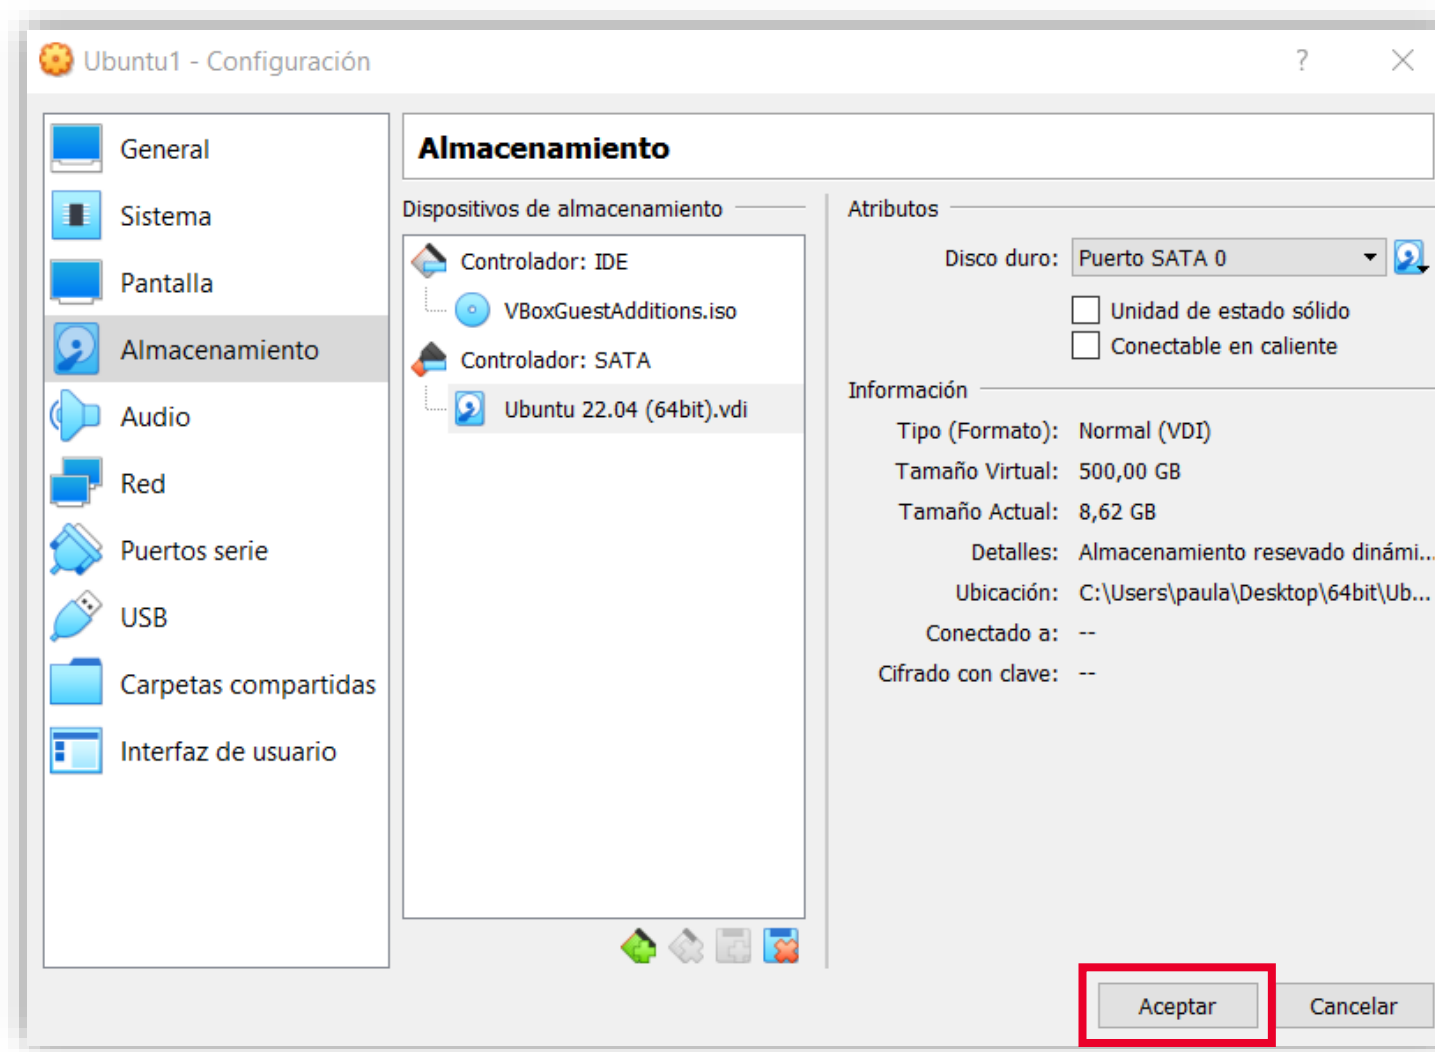 Ubuntu1 - Configuración
?
General
Sistema
Pantalla
Almacenamiento
Audio
Red
Puertos serie
USB
Carpetas compartidas
Interfaz de usuario
Almacenamiento
Dispositivos de almacenamiento
Controlador: IDE
VBoxGuestAdditions.iso
Controlador: SATA
Ubuntu 22.04 (64bit).vdi
Atributos
Disco duro: Puerto SATA 0
Unidad de estado sólido
Conectable en caliente
Información
Tipo (Formato): Normal (VDI)
Tamaño Virtual: 500,00 GB
Tamaño Actual: 8,62 GB
Detalles: Almacenamiento resevado dinámi...
Ubicación: C:\Users\paula\Desktop\64bit\Ub...
Conectado a: --
Cifrado con clave: --
Aceptar
Cancelar